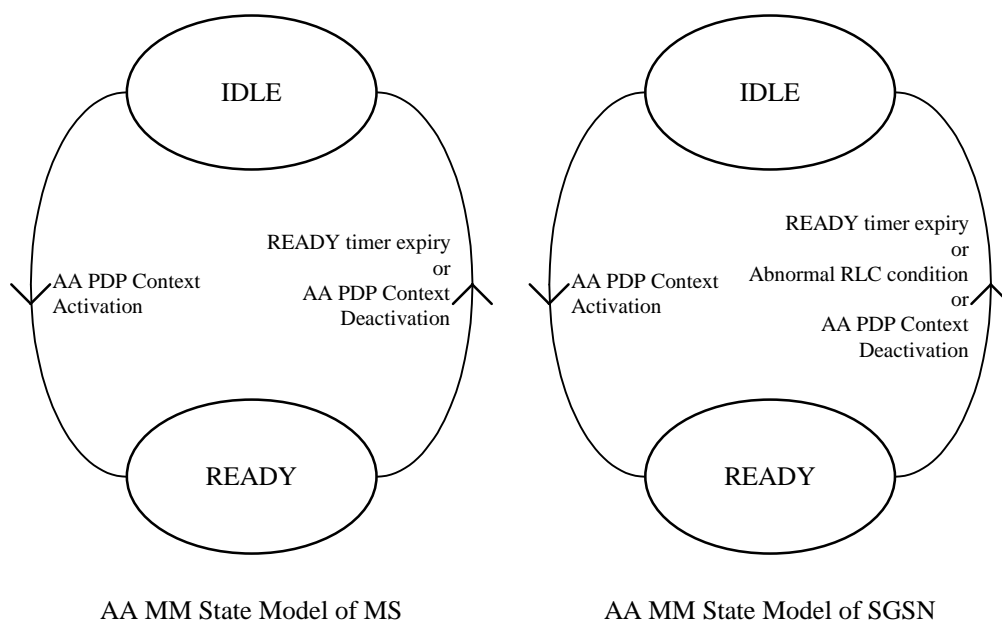 IDLE
AA PDP Context
Activation
READY timer expiry
or
AA PDP Context
Deactivation
READY
AA MM State Model of MS
IDLE
AA PDP Context
Activation
READY timer expiry
or
Abnormal RLC condition
or
AA PDP Context
Deactivation
READY
AA MM State Model of SGSN